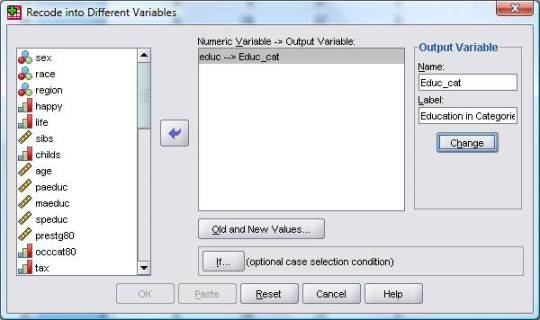 Recode into Different Variables
sex
race
region
happy
life
sibs
childs
age
paeduc
maeduc
speduc
prestg80
occcat80
tax
Numeric Variable -> Output Variable:
educ --> Educ_cat
Old and New Values...
If...
(optional case selection condition)
Output Variable
Name:
Educ_cat
Label:
Education in Categorie
Change
OK
Paste
Reset
Cancel
Help